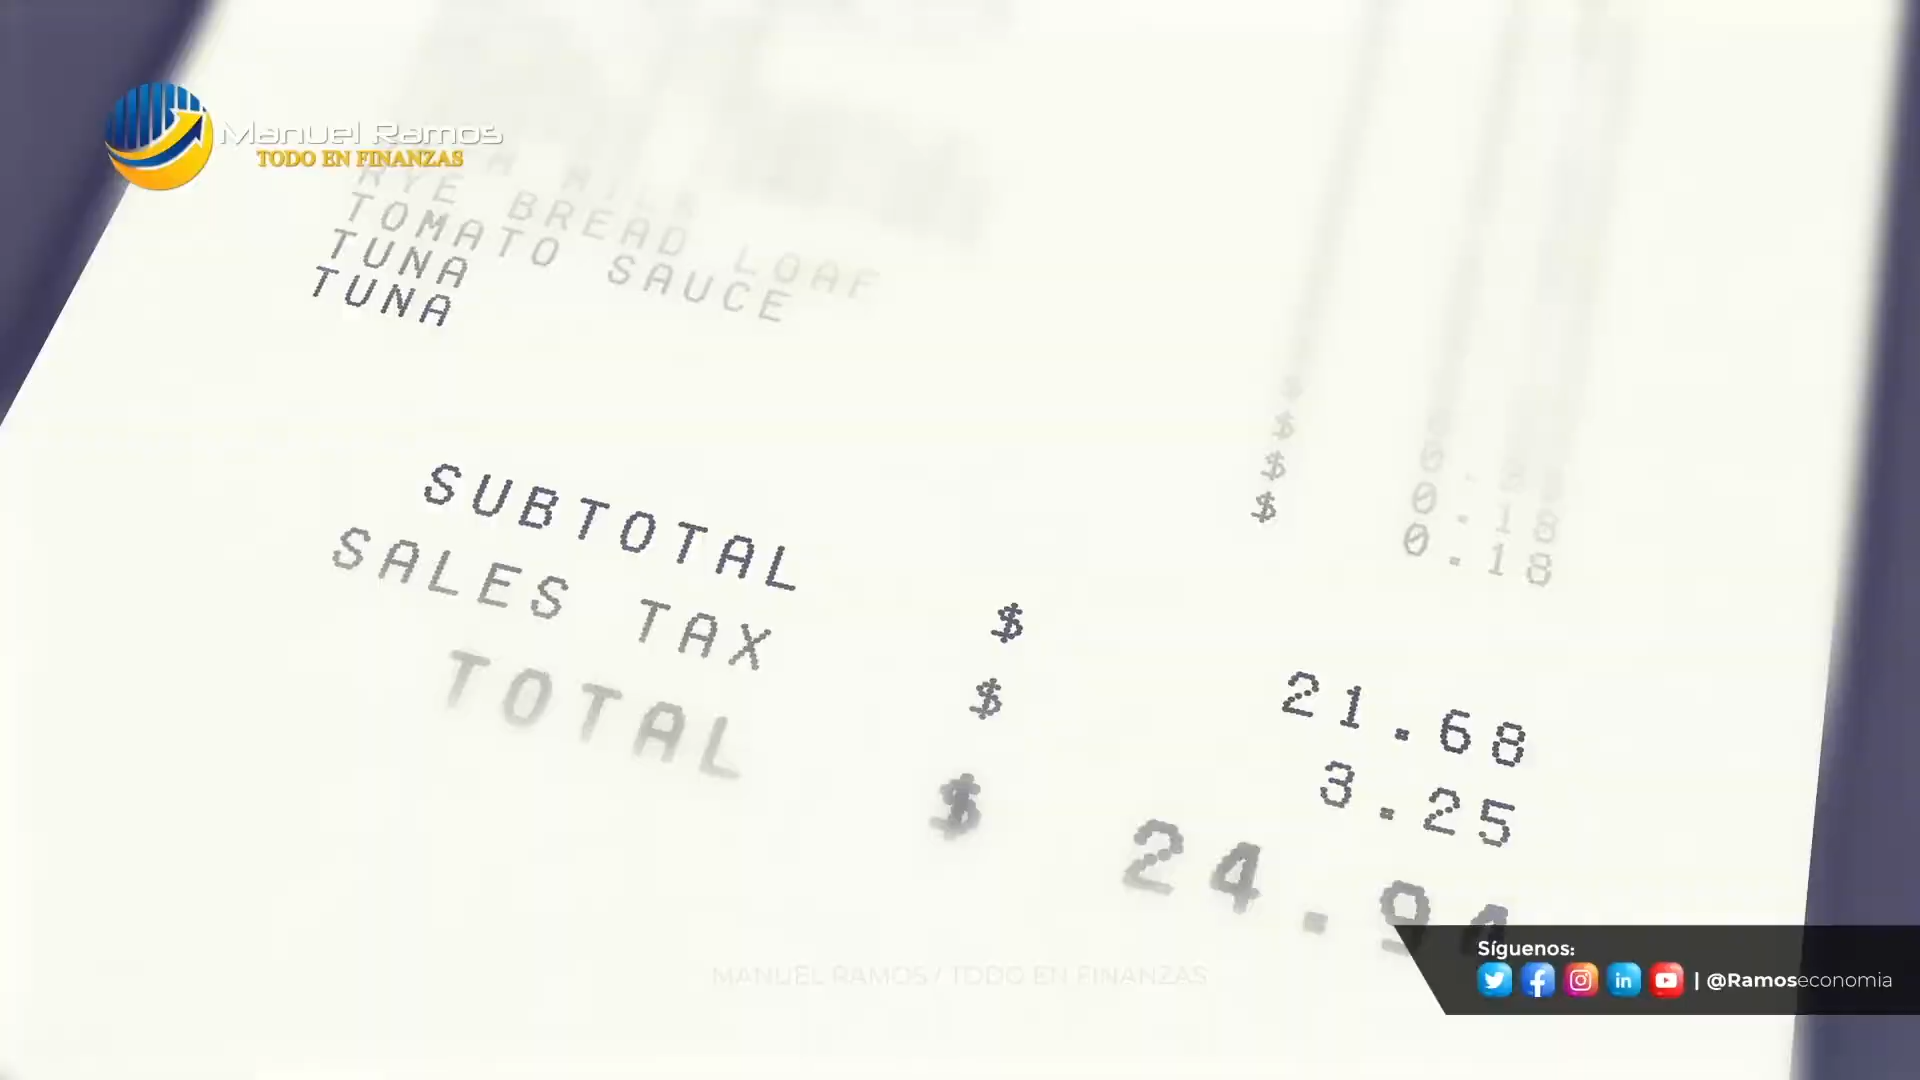 Manuel Ramos
TODO EN FINANZAS
RYE BREAD LOAF
TOMATO SAUCE
TUNA $ 0.18
TUNA $ 0.18
SUBTOTAL $ 21.68
SALES TAX $ 3.25
TOTAL $ 24.94
MANUEL RAMOS / TODO EN FINANZAS
Síguenos:
| @Ramoseconomia